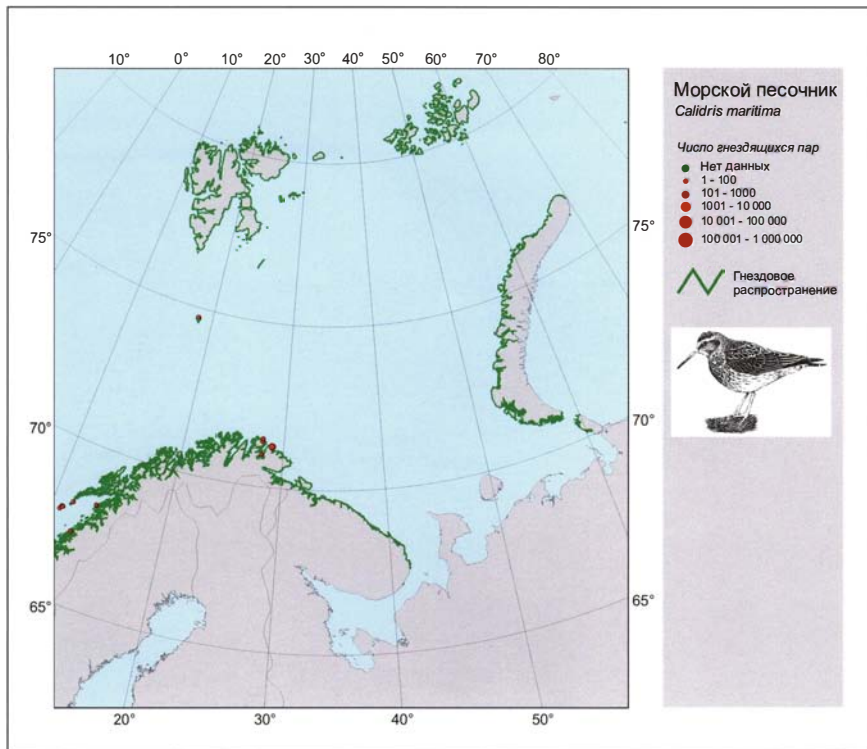 10° 0° 10° 20° 30° 40° 50° 60° 70° 80°
75° 75°
70° 70°
65° 65°
20° 30° 40° 50°
Морской песочник
Calidris maritima
Число гнездящихся пар
Нет данных
1 - 100
101 - 1000
1001 - 10 000
10 001 - 100 000
100 001 - 1 000 000
Гнездовое
распространение